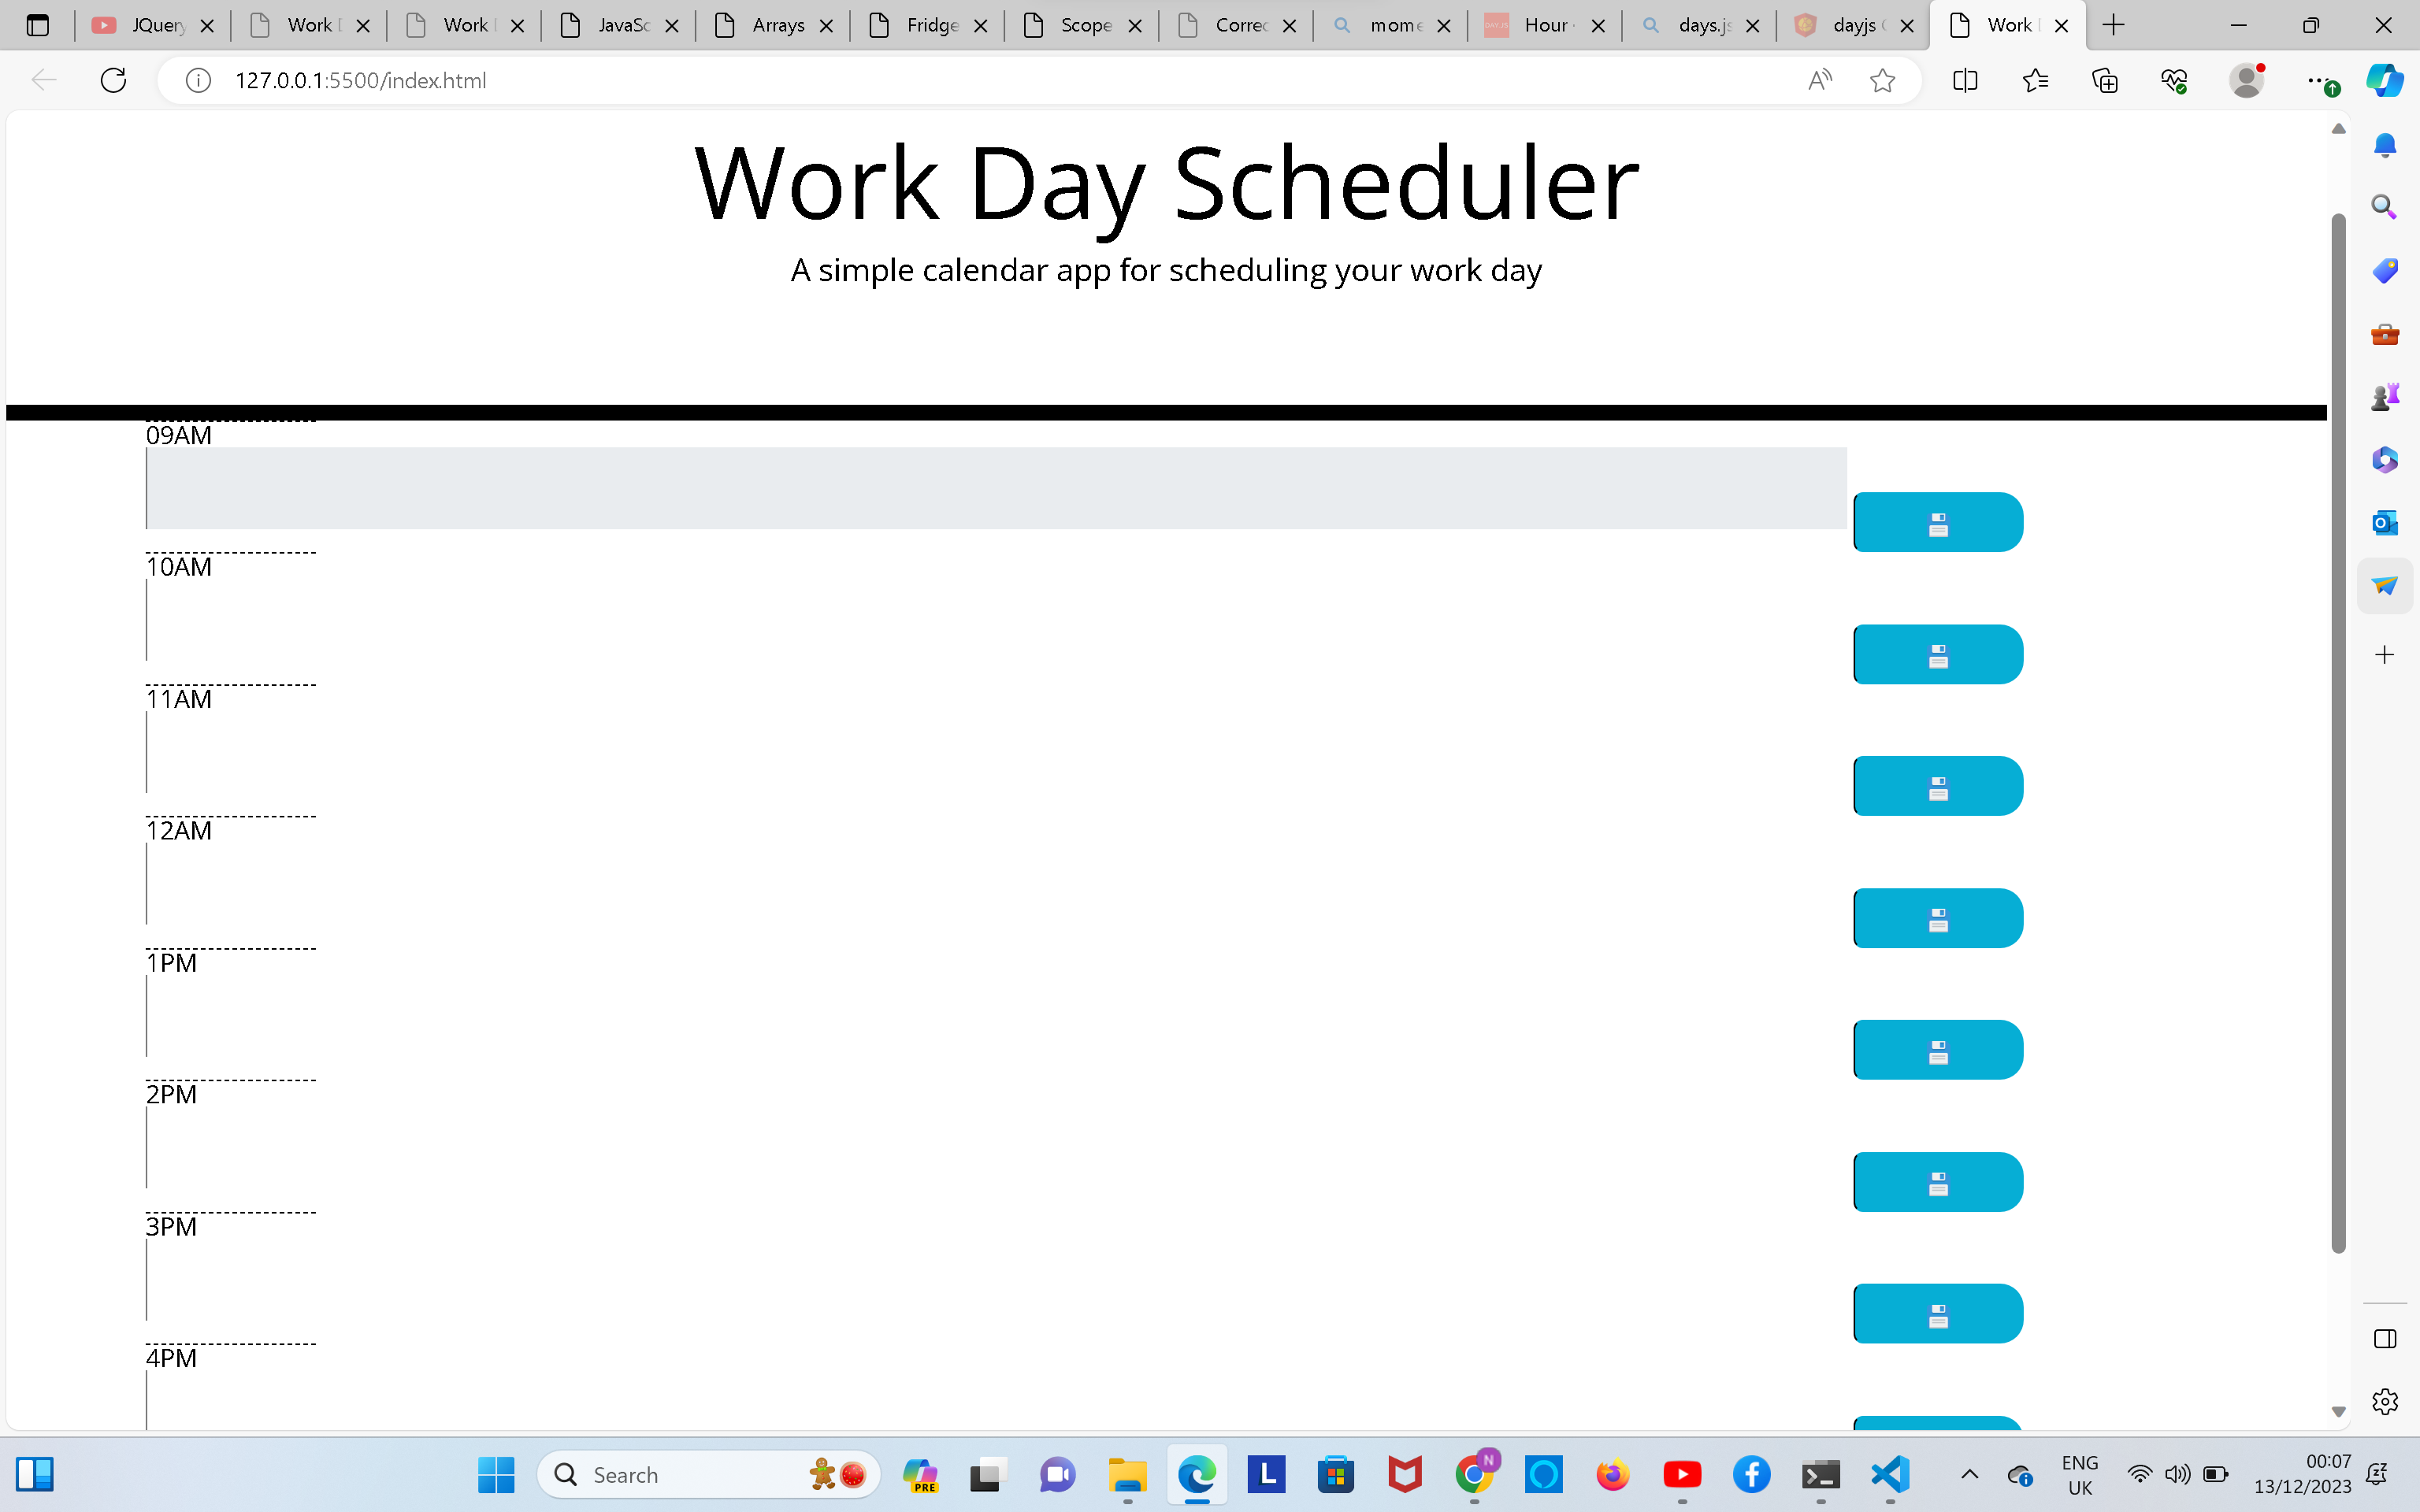 JQuery
Work
Work
JavaSc
Arrays
Fridge
Scope
Correc
mome
Hour
days.js
dayjs
Work
127.0.0.1:5500/index.html
Work Day Scheduler
A simple calendar app for scheduling your work day
09AM
10AM
11AM
12AM
1PM
2PM
3PM
4PM
Search
PRE
L
N
ENG
UK
00:07
13/12/2023